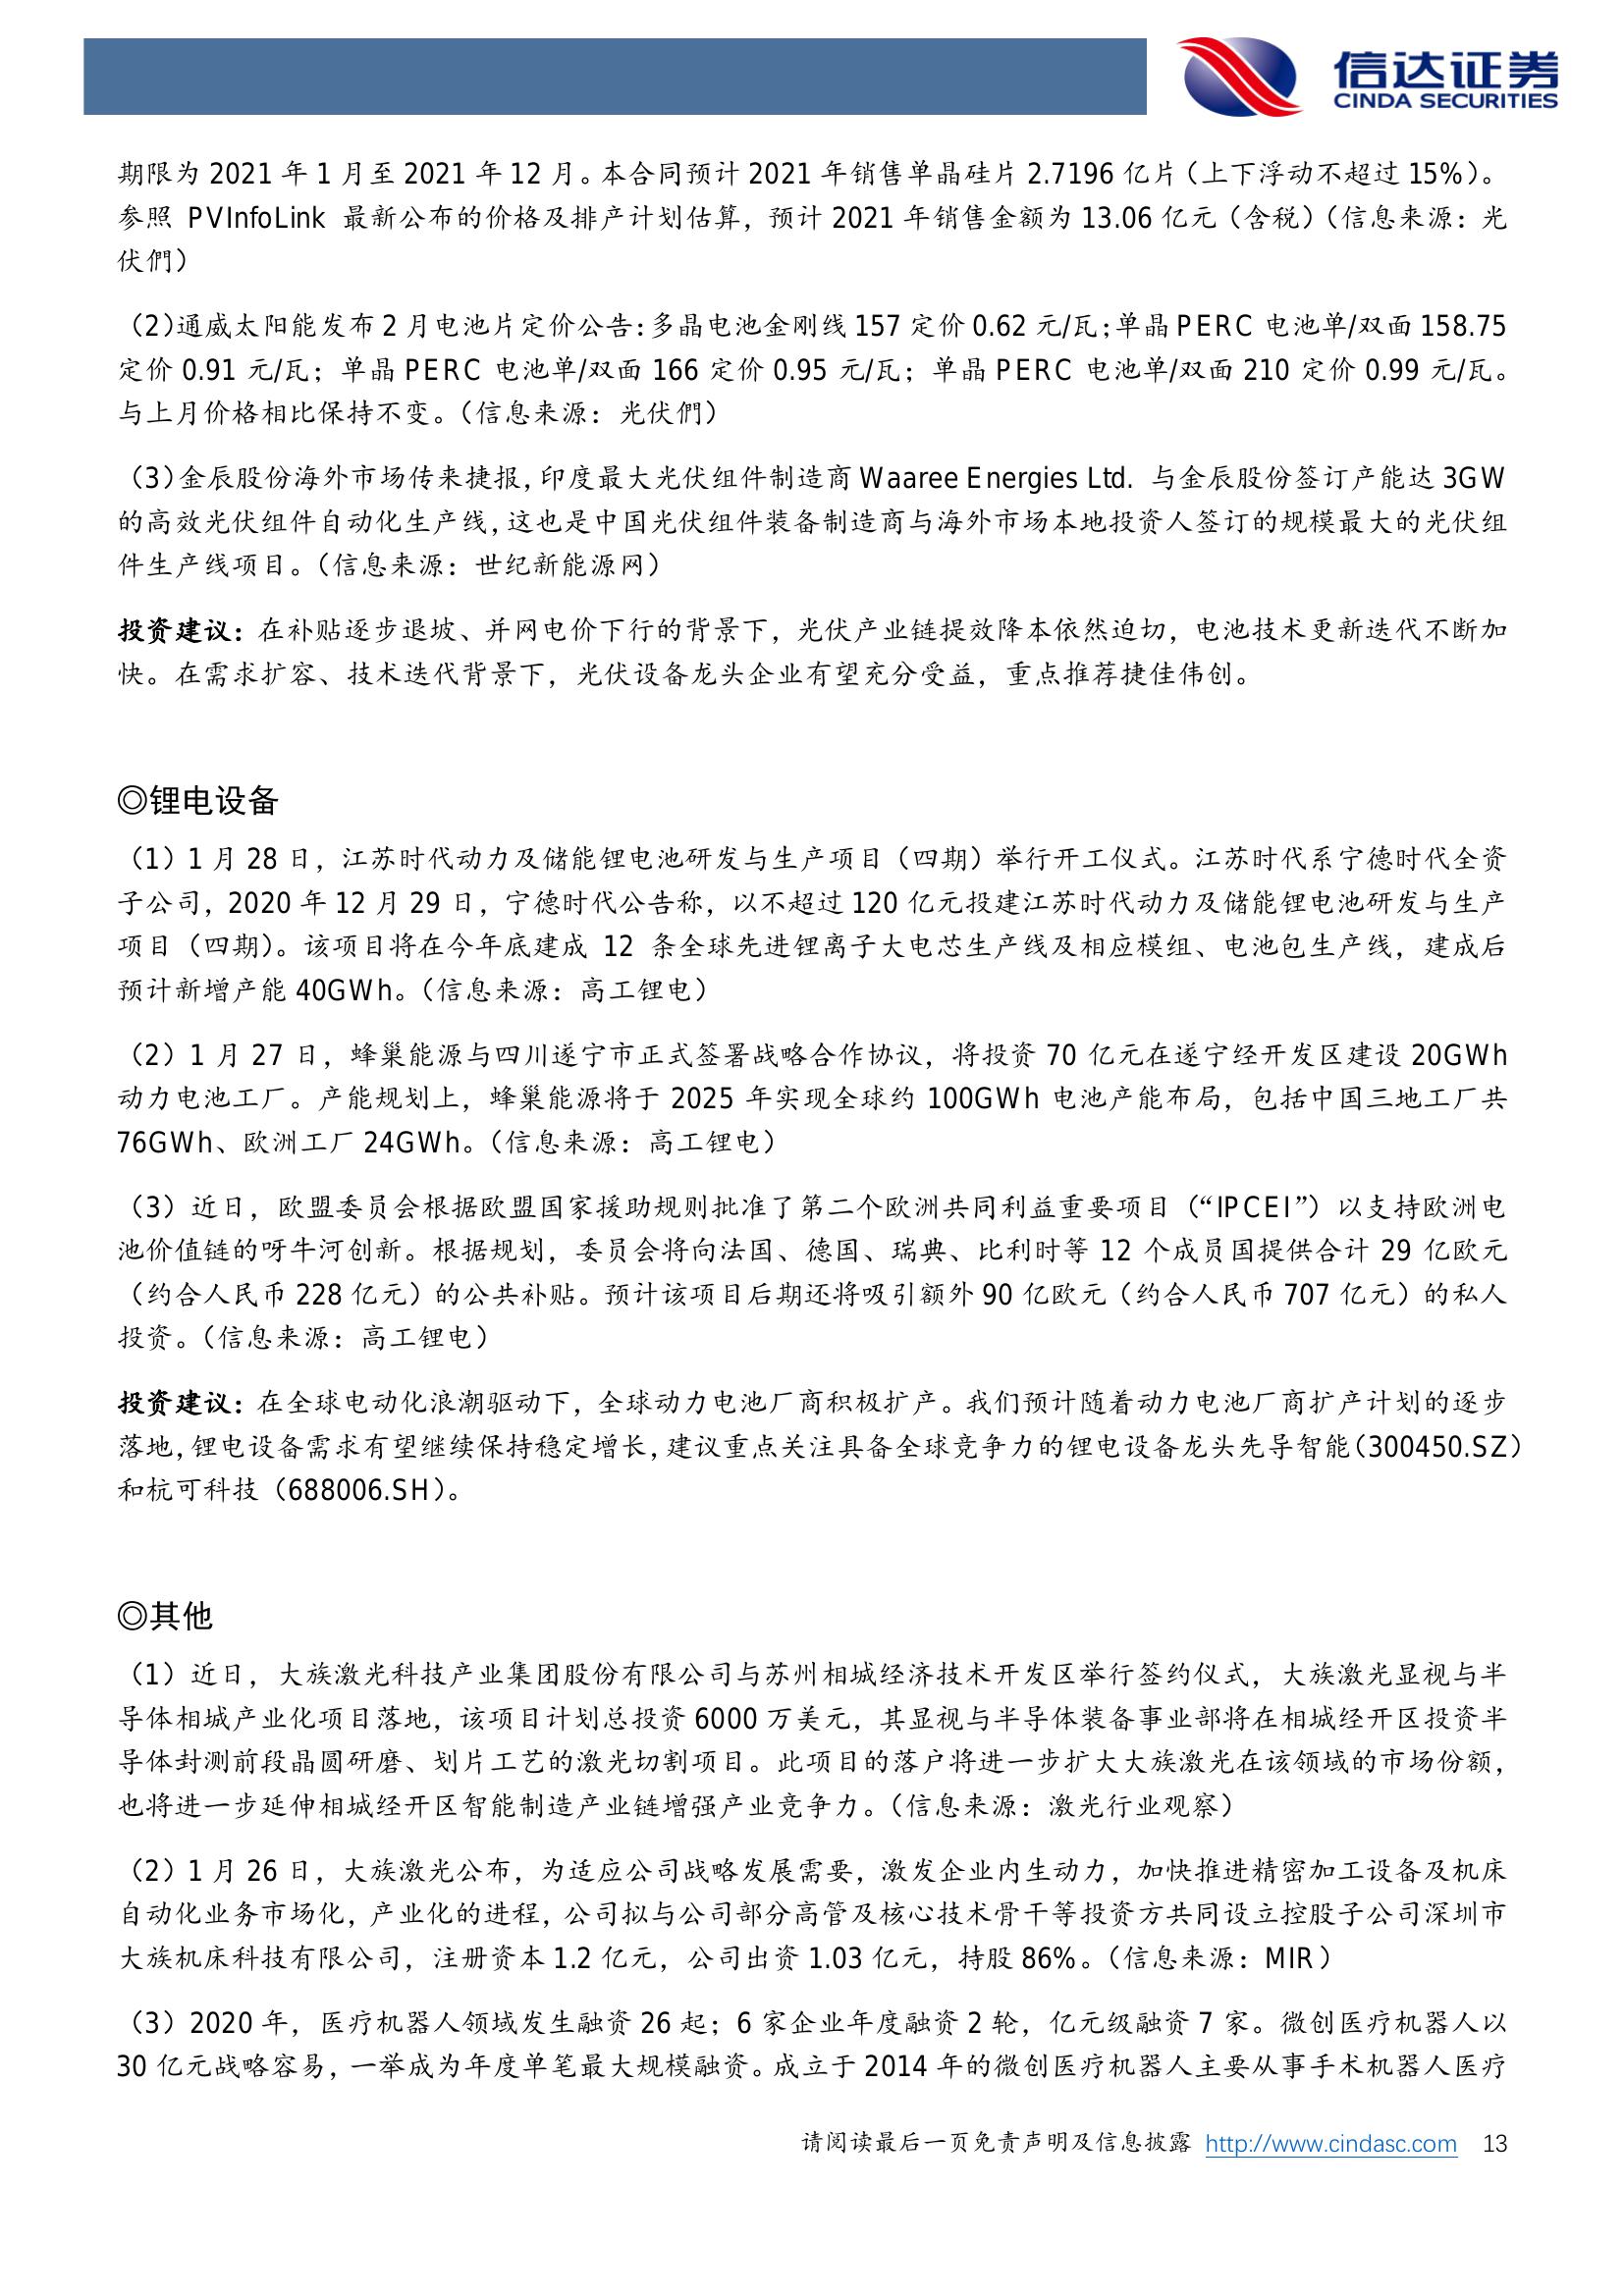 信达证券
CINDA SECURITIES
期限为 2021 年 1 月至 2021 年 12 月。本合同预计 2021 年销售单晶硅片 2.7196 亿片（上下浮动不超过 15%）。
参照 PVInfoLink 最新公布的价格及排产计划估算，预计 2021 年销售金额为 13.06 亿元（含税）（信息来源：光
伏們）
（2）通威太阳能发布 2 月电池片定价公告：多晶电池金刚线 157 定价 0.62 元/瓦；单晶 PERC 电池单/双面 158.75
定价 0.91 元/瓦；单晶 PERC 电池单/双面 166 定价 0.95 元/瓦；单晶 PERC 电池单/双面 210 定价 0.99 元/瓦。
与上月价格相比保持不变。（信息来源：光伏們）
（3）金辰股份海外市场传来捷报，印度最大光伏组件制造商 Waaree Energies Ltd. 与金辰股份签订产能达 3GW
的高效光伏组件自动化生产线，这也是中国光伏组件装备制造商与海外市场本地投资人签订的规模最大的光伏组
件生产线项目。（信息来源：世纪新能源网）
投资建议：在补贴逐步退坡、并网电价下行的背景下，光伏产业链提效降本依然迫切，电池技术更新迭代不断加
快。在需求扩容、技术迭代背景下，光伏设备龙头企业有望充分受益，重点推荐捷佳伟创。
◎锂电设备
（1）1 月 28 日，江苏时代动力及储能锂电池研发与生产项目（四期）举行开工仪式。江苏时代系宁德时代全资
子公司，2020 年 12 月 29 日，宁德时代公告称，以不超过 120 亿元投建江苏时代动力及储能锂电池研发与生产
项目（四期）。该项目将在今年底建成 12 条全球先进锂离子大电芯生产线及相应模组、电池包生产线，建成后
预计新增产能 40GWh。（信息来源：高工锂电）
（2）1 月 27 日，蜂巢能源与四川遂宁市正式签署战略合作协议，将投资 70 亿元在遂宁经开发区建设 20GWh
动力电池工厂。产能规划上，蜂巢能源将于 2025 年实现全球约 100GWh 电池产能布局，包括中国三地工厂共
76GWh、欧洲工厂 24GWh。（信息来源：高工锂电）
（3）近日，欧盟委员会根据欧盟国家援助规则批准了第二个欧洲共同利益重要项目（“IPCEI”）以支持欧洲电
池价值链的呀牛河创新。根据规划，委员会将向法国、德国、瑞典、比利时等 12 个成员国提供合计 29 亿欧元
（约合人民币 228 亿元）的公共补贴。预计该项目后期还将吸引额外 90 亿欧元（约合人民币 707 亿元）的私人
投资。（信息来源：高工锂电）
投资建议：在全球电动化浪潮驱动下，全球动力电池厂商积极扩产。我们预计随着动力电池厂商扩产计划的逐步
落地，锂电设备需求有望继续保持稳定增长，建议重点关注具备全球竞争力的锂电设备龙头先导智能（300450.SZ）
和杭可科技（688006.SH）。
◎其他
（1）近日，大族激光科技产业集团股份有限公司与苏州相城经济技术开发区举行签约仪式，大族激光显视与半
导体相城产业化项目落地，该项目计划总投资 6000 万美元，其显视与半导体装备事业部将在相城经开区投资半
导体封测前段晶圆研磨、划片工艺的激光切割项目。此项目的落户将进一步扩大大族激光在该领域的市场份额，
也将进一步延伸相城经开区智能制造产业链增强产业竞争力。（信息来源：激光行业观察）
（2）1 月 26 日，大族激光公布，为适应公司战略发展需要，激发企业内生动力，加快推进精密加工设备及机床
自动化业务市场化，产业化的进程，公司拟与公司部分高管及核心技术骨干等投资方共同设立控股子公司深圳市
大族机床科技有限公司，注册资本 1.2 亿元，公司出资 1.03 亿元，持股 86%。（信息来源：MIR）
（3）2020 年，医疗机器人领域发生融资 26 起；6 家企业年度融资 2 轮，亿元级融资 7 家。微创医疗机器人以
30 亿元战略容易，一举成为年度单笔最大规模融资。成立于 2014 年的微创医疗机器人主要从事手术机器人医疗
请阅读最后一页免责声明及信息披露 http://www.cindasc.com 13